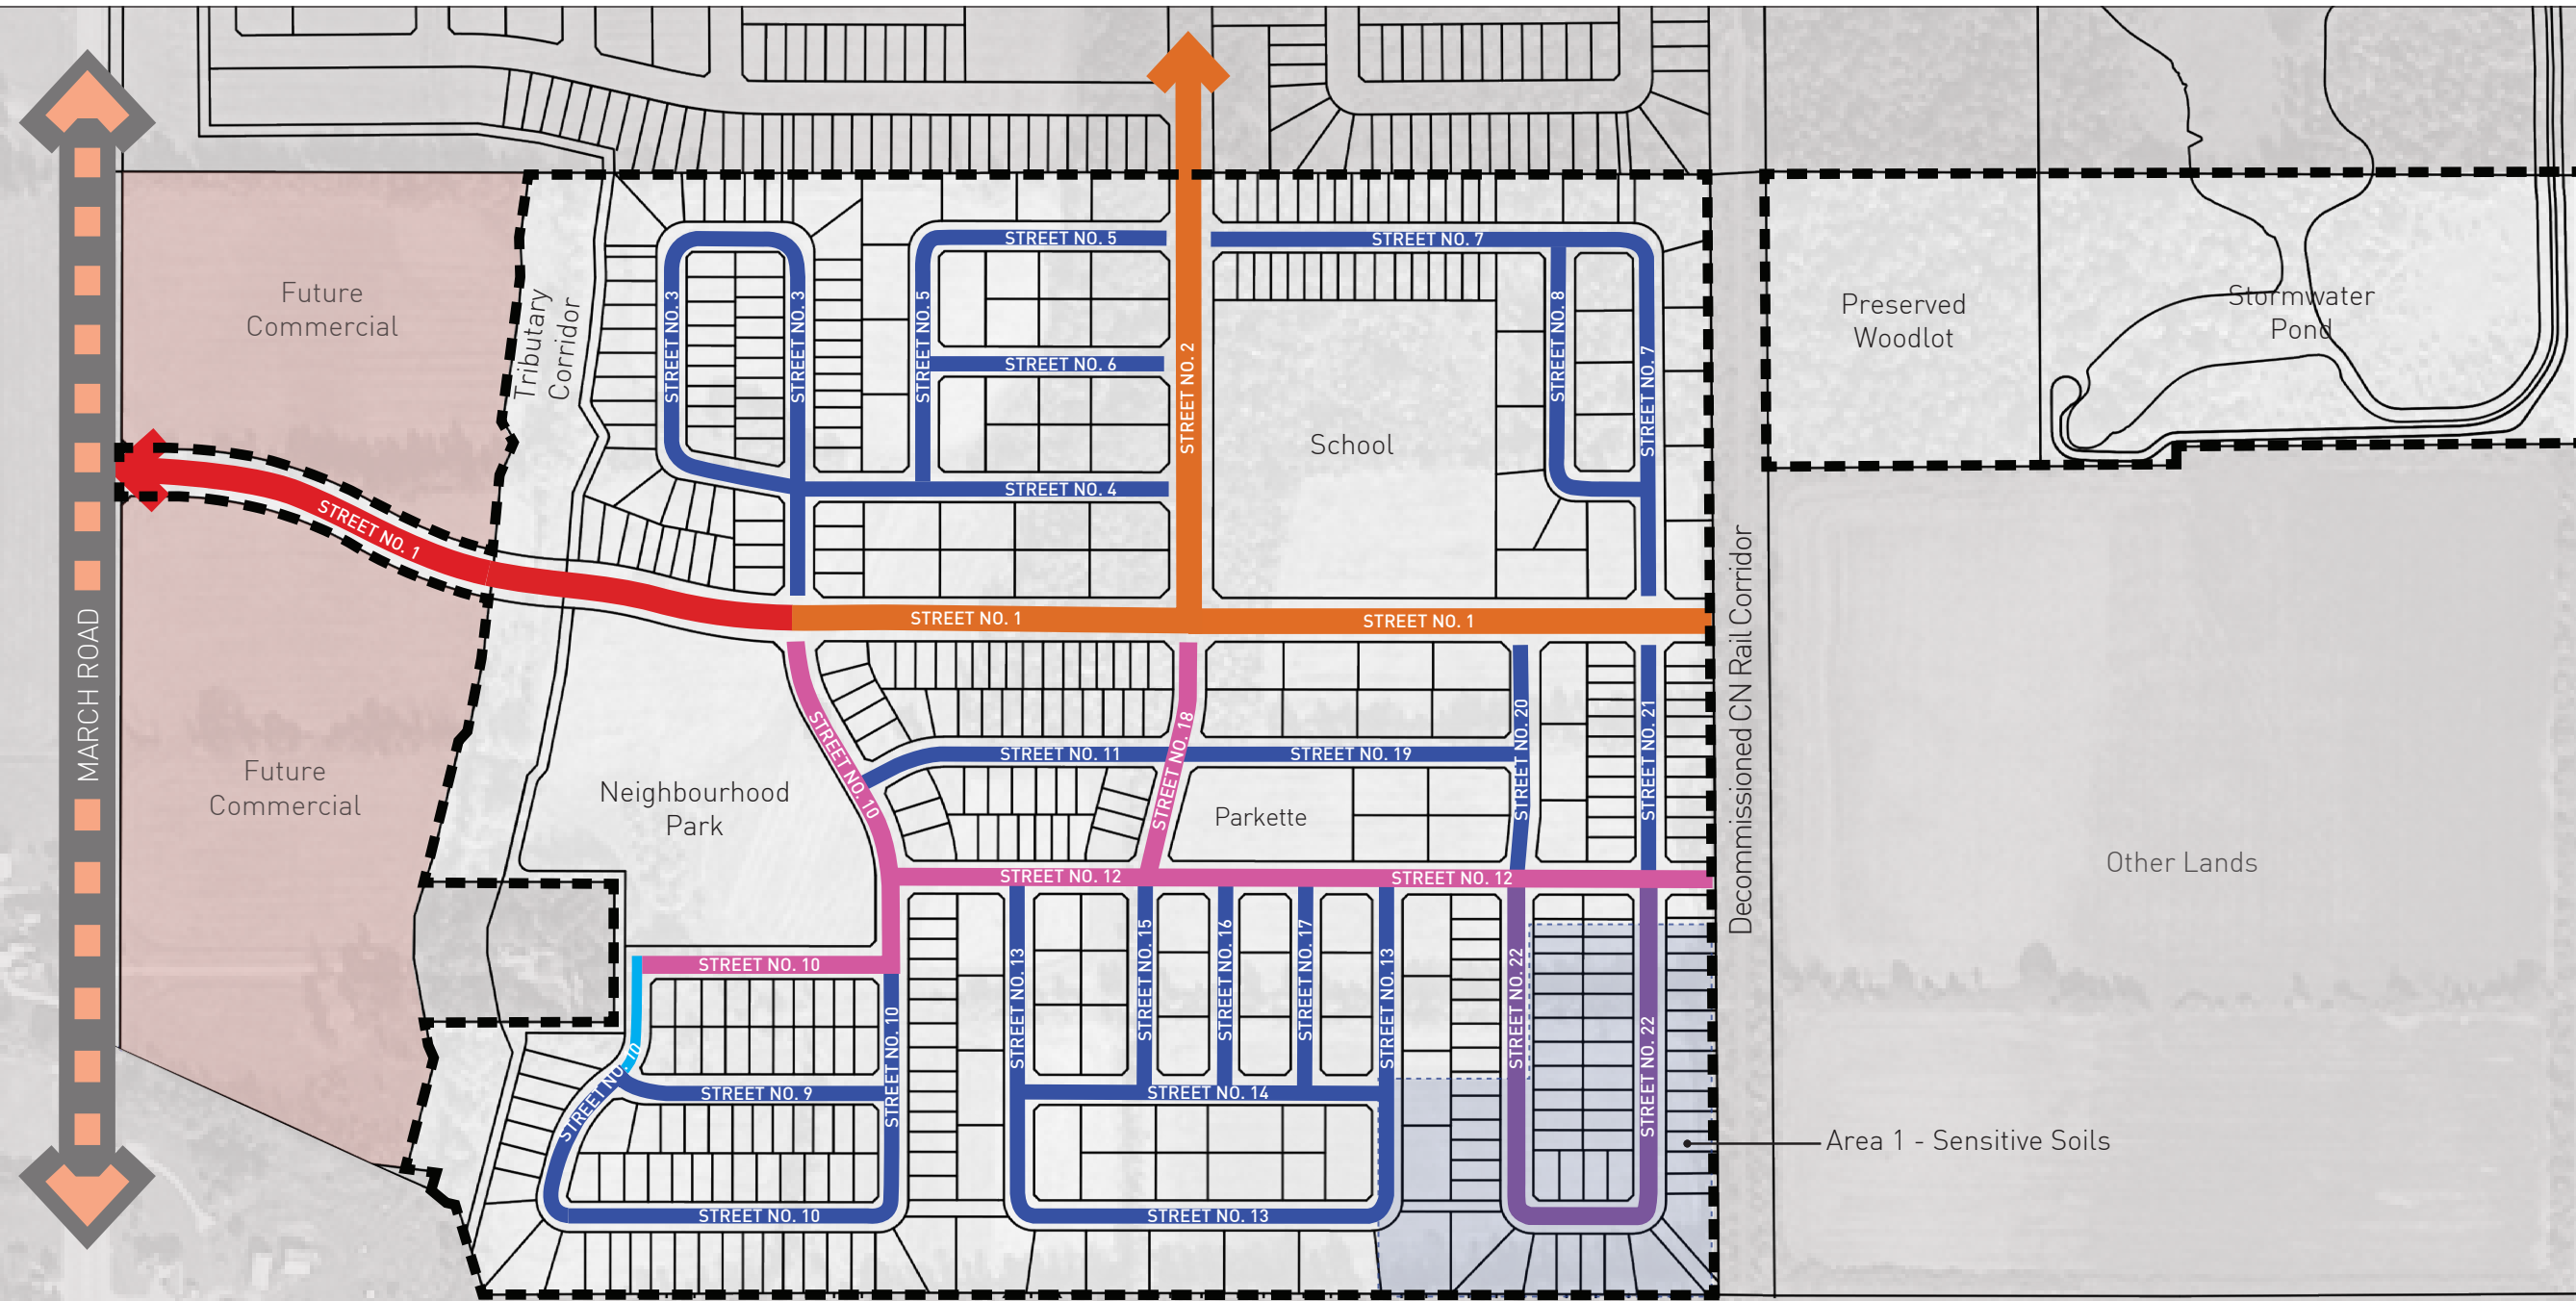 STREET NO. 5
STREET NO. 7
Future
Commercial
Tributary
Corridor
STREET NO. 3
STREET NO. 3
STREET NO. 5
STREET NO. 6
STREET NO. 2
School
STREET NO. 8
STREET NO. 7
Preserved
Woodlot
Stormwater
Pond
STREET NO. 4
STREET NO. 1
STREET NO. 1
STREET NO. 1
MARCH ROAD
Decommissioned CN Rail Corridor
Future
Commercial
Neighbourhood
Park
STREET NO. 10
STREET NO. 11
STREET NO. 18
STREET NO. 19
STREET NO. 20
STREET NO. 21
Parkette
Other Lands
STREET NO. 12
STREET NO. 12
STREET NO. 10
STREET NO. 10
STREET NO. 13
STREET NO. 15
STREET NO. 16
STREET NO. 17
STREET NO. 13
STREET NO. 22
STREET NO. 22
STREET NO. 10
STREET NO. 9
STREET NO. 14
Area 1 - Sensitive Soils
STREET NO. 10
STREET NO. 13